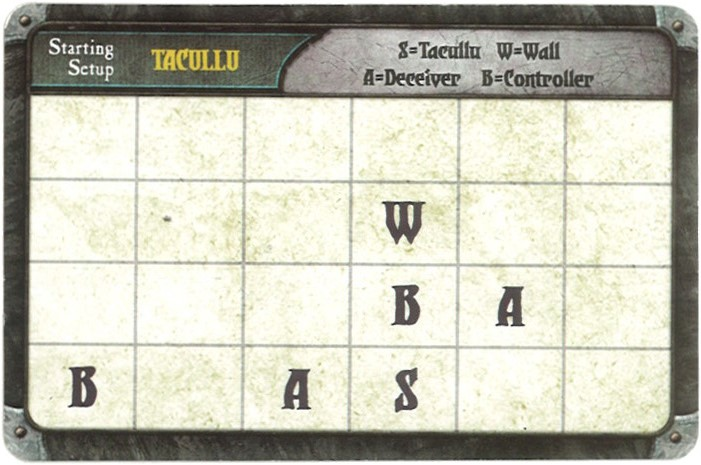 Starting Setup
TACULLU
S=Tacullu W=Wall
A=Deceiver B=Controller
W
B A
B A S